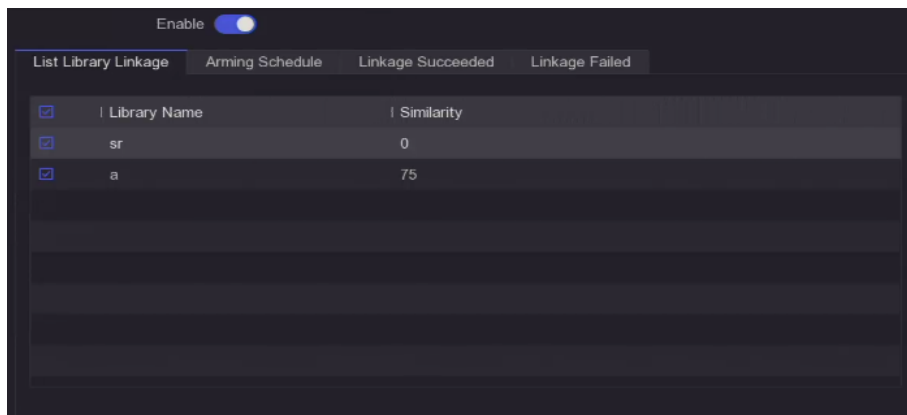 Enable
List Library Linkage Arming Schedule Linkage Succeeded Linkage Failed
Library Name Similarity
sr 0
a 75